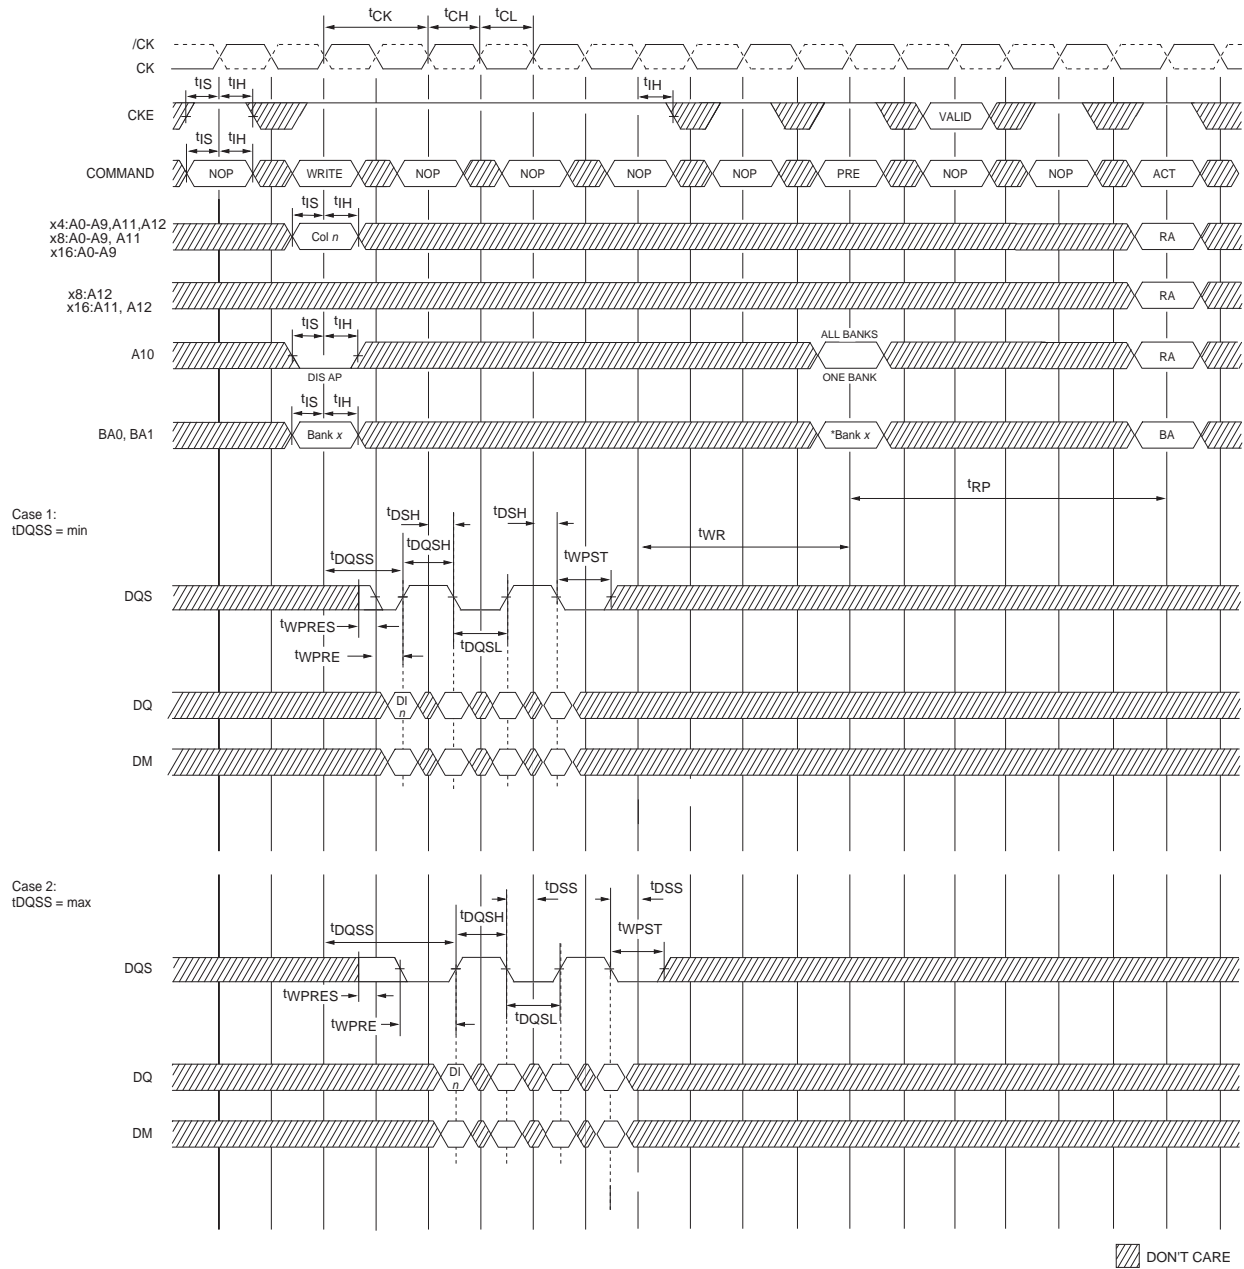 tCK tCH tCL
/CK
CK
tIS tIH tIH
CKE VALID
tIS tIH
COMMAND NOP WRITE NOP NOP NOP NOP PRE NOP NOP ACT
tIS tIH
x4:A0-A9,A11,A12
x8:A0-A9, A11
x16:A0-A9
Col n RA
x8:A12
x16:A11, A12
RA
tIS tIH ALL BANKS
A10 RA
DIS AP ONE BANK
tIS tIH
BA0, BA1 Bank x *Bank x BA
tRP
Case 1:
tDQSS = min
tDSH tDSH
tDQSS tDQSH tWPST tWR
DQS
tWPRES tDQSL
tWPRE
DQ DI
n
DM
Case 2:
tDQSS = max
tDSS tDSS
tDQSS tDQSH tWPST
DQS
tWPRES
tWPRE tDQSL
DQ DI
n
DM
DON'T CARE